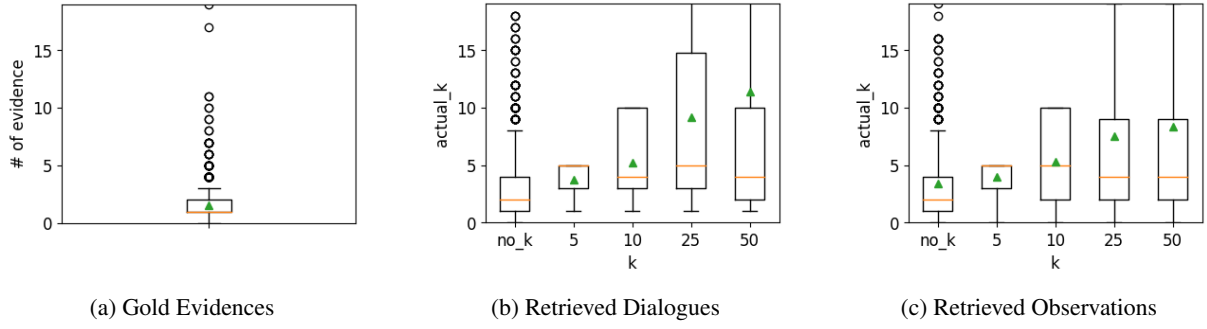 # of evidence
15
10
5
0
(a) Gold Evidences
actual_k
15
10
5
0
no_k 5 10 25 50
k
(b) Retrieved Dialogues
actual_k
15
10
5
0
no_k 5 10 25 50
k
(c) Retrieved Observations